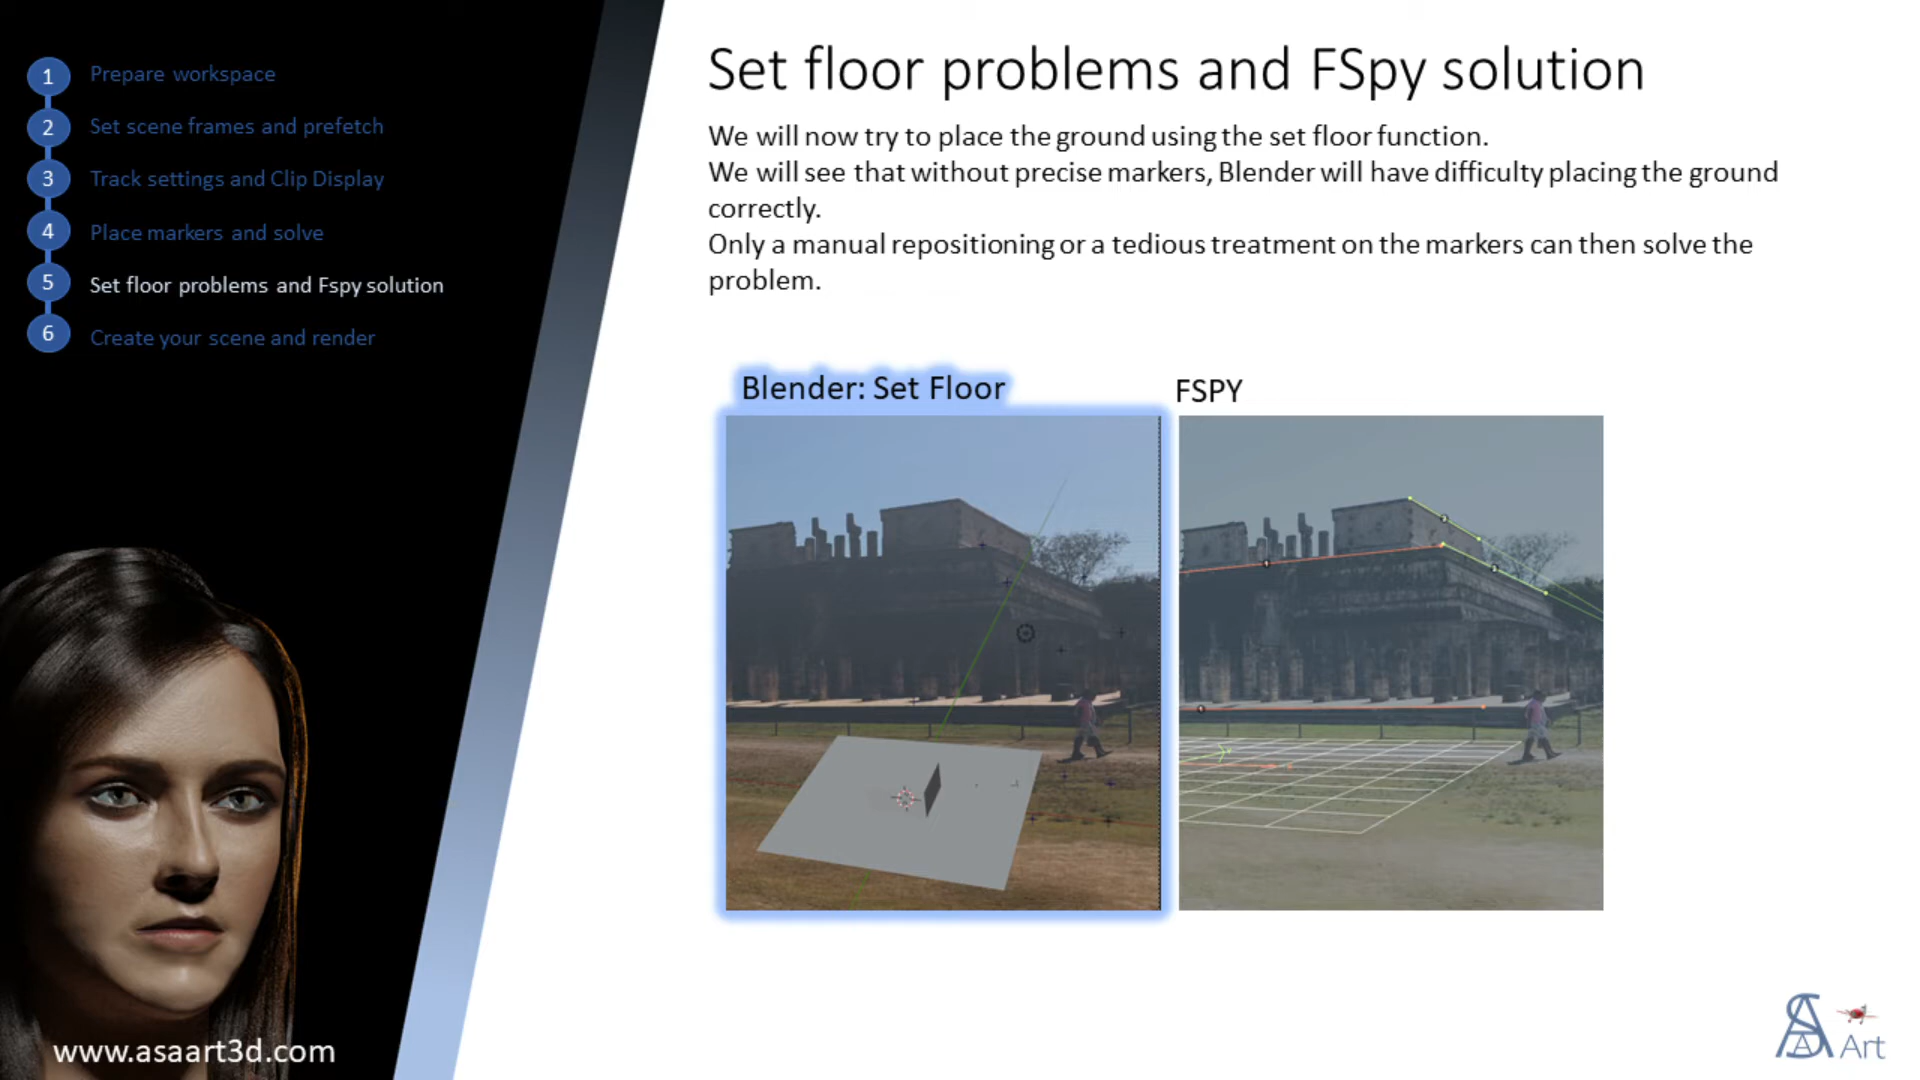 1 Prepare workspace
2 Set scene frames and prefetch
3 Track settings and Clip Display
4 Place markers and solve
5 Set floor problems and Fspy solution
6 Create your scene and render
www.asaart3d.com
Set floor problems and FSpy solution
We will now try to place the ground using the set floor function.
We will see that without precise markers, Blender will have difficulty placing the ground
correctly.
Only a manual repositioning or a tedious treatment on the markers can then solve the
problem.
Blender: Set Floor
FSPY
ASA Art